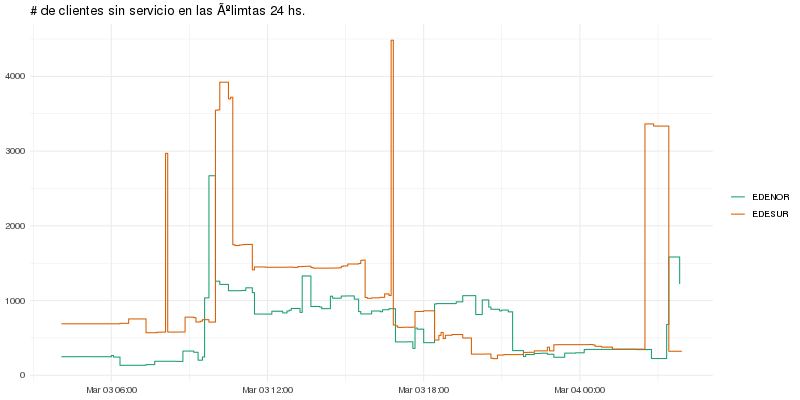 # de clientes sin servicio en las Ãºlimtas 24 hs.
4000
3000
2000
1000
0
Mar 03 06:00
Mar 03 12:00
Mar 03 18:00
Mar 04 00:00
EDENOR
EDESUR